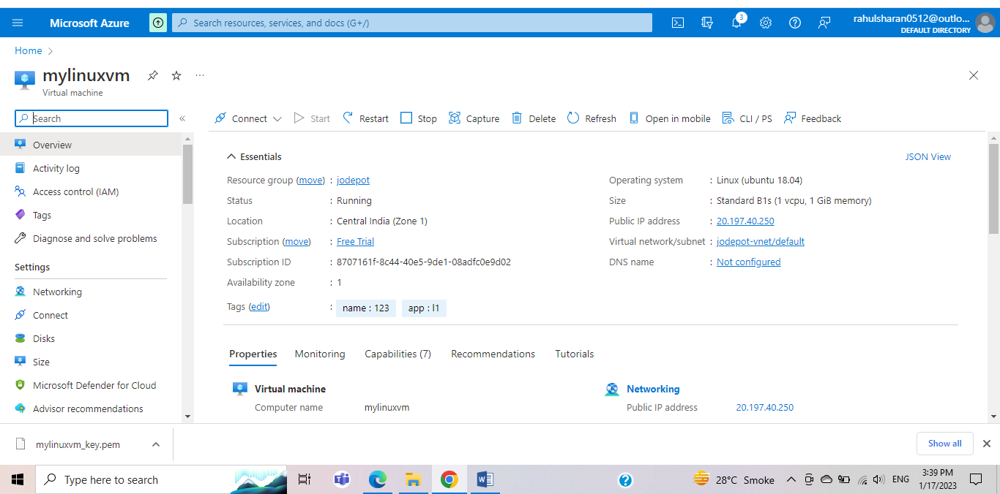 Microsoft Azure
Search resources, services, and docs (G+/)
3
rahulsharan0512@outlo...
DEFAULT DIRECTORY
Home
mylinuxvm
...
Virtual machine
Search
«
Connect
Start
Restart
Stop
Capture
Delete
Refresh
Open in mobile
CLI / PS
Feedback
Overview
Activity log
Access control (IAM)
Tags
Diagnose and solve problems
Settings
Networking
Connect
Disks
Size
Microsoft Defender for Cloud
Advisor recommendations
Essentials
JSON View
Resource group (move) : jodepot
Status : Running
Location : Central India (Zone 1)
Subscription (move) : Free Trial
Subscription ID : 8707161f-8c44-40e5-9de1-08adfc0e9d02
Availability zone : 1
Tags (edit) : name : 123 app : l1
Operating system : Linux (ubuntu 18.04)
Size : Standard B1s (1 vcpu, 1 GiB memory)
Public IP address : 20.197.40.250
Virtual network/subnet : jodepot-vnet/default
DNS name : Not configured
Properties
Monitoring
Capabilities (7)
Recommendations
Tutorials
Virtual machine
Computer name mylinuxvm
Networking
Public IP address 20.197.40.250
mylinuxvm_key.pem
Show all
Type here to search
28°C Smoke
ENG
3:39 PM
1/17/2023